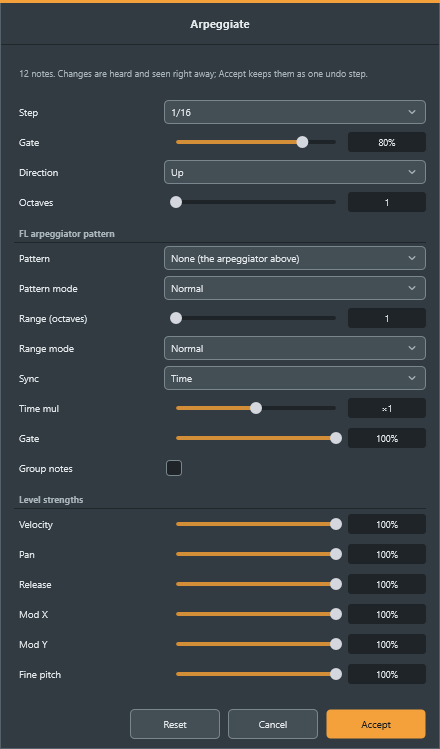 Arpeggiate
12 notes. Changes are heard and seen right away; Accept keeps them as one undo step.
Step 1/16
Gate 80%
Direction Up
Octaves 1
FL arpeggiator pattern
Pattern None (the arpeggiator above)
Pattern mode Normal
Range (octaves) 1
Range mode Normal
Sync Time
Time mul ×1
Gate 100%
Group notes
Level strengths
Velocity 100%
Pan 100%
Release 100%
Mod X 100%
Mod Y 100%
Fine pitch 100%
Reset Cancel Accept